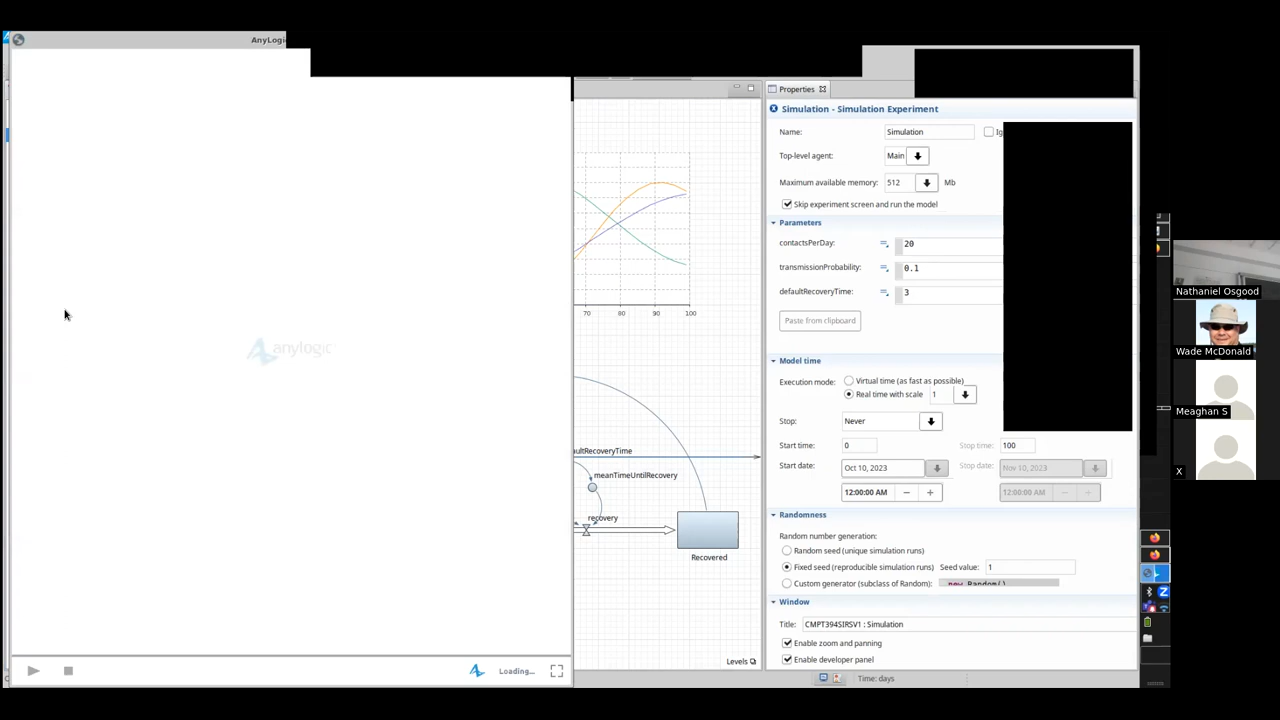 AnyLogic
anylogic
Loading...
70 80 90 100
aultRecoveryTime
meanTimeUntilRecovery
recovery
Recovered
Levels
Properties
Simulation - Simulation Experiment
Name: Simulation Ig
Top-level agent: Main
Maximum available memory: 512 Mb
Skip experiment screen and run the model
Parameters
contactsPerDay: 20
transmissionProbability: 0.1
defaultRecoveryTime: 3
Paste from clipboard
Model time
Execution mode: Virtual time (as fast as possible)
Real time with scale 1
Stop: Never
Start time: 0 Stop time: 100
Start date: Oct 10, 2023 Stop date: Nov 10, 2023
12:00:00 AM 12:00:00 AM
Randomness
Random number generation:
Random seed (unique simulation runs)
Fixed seed (reproducible simulation runs) Seed value: 1
Custom generator (subclass of Random): new Random()
Window
Title: CMPT394SIRSV1 : Simulation
Enable zoom and panning
Enable developer panel
Time: days
Nathaniel Osgood
Wade McDonald
Meaghan S
X